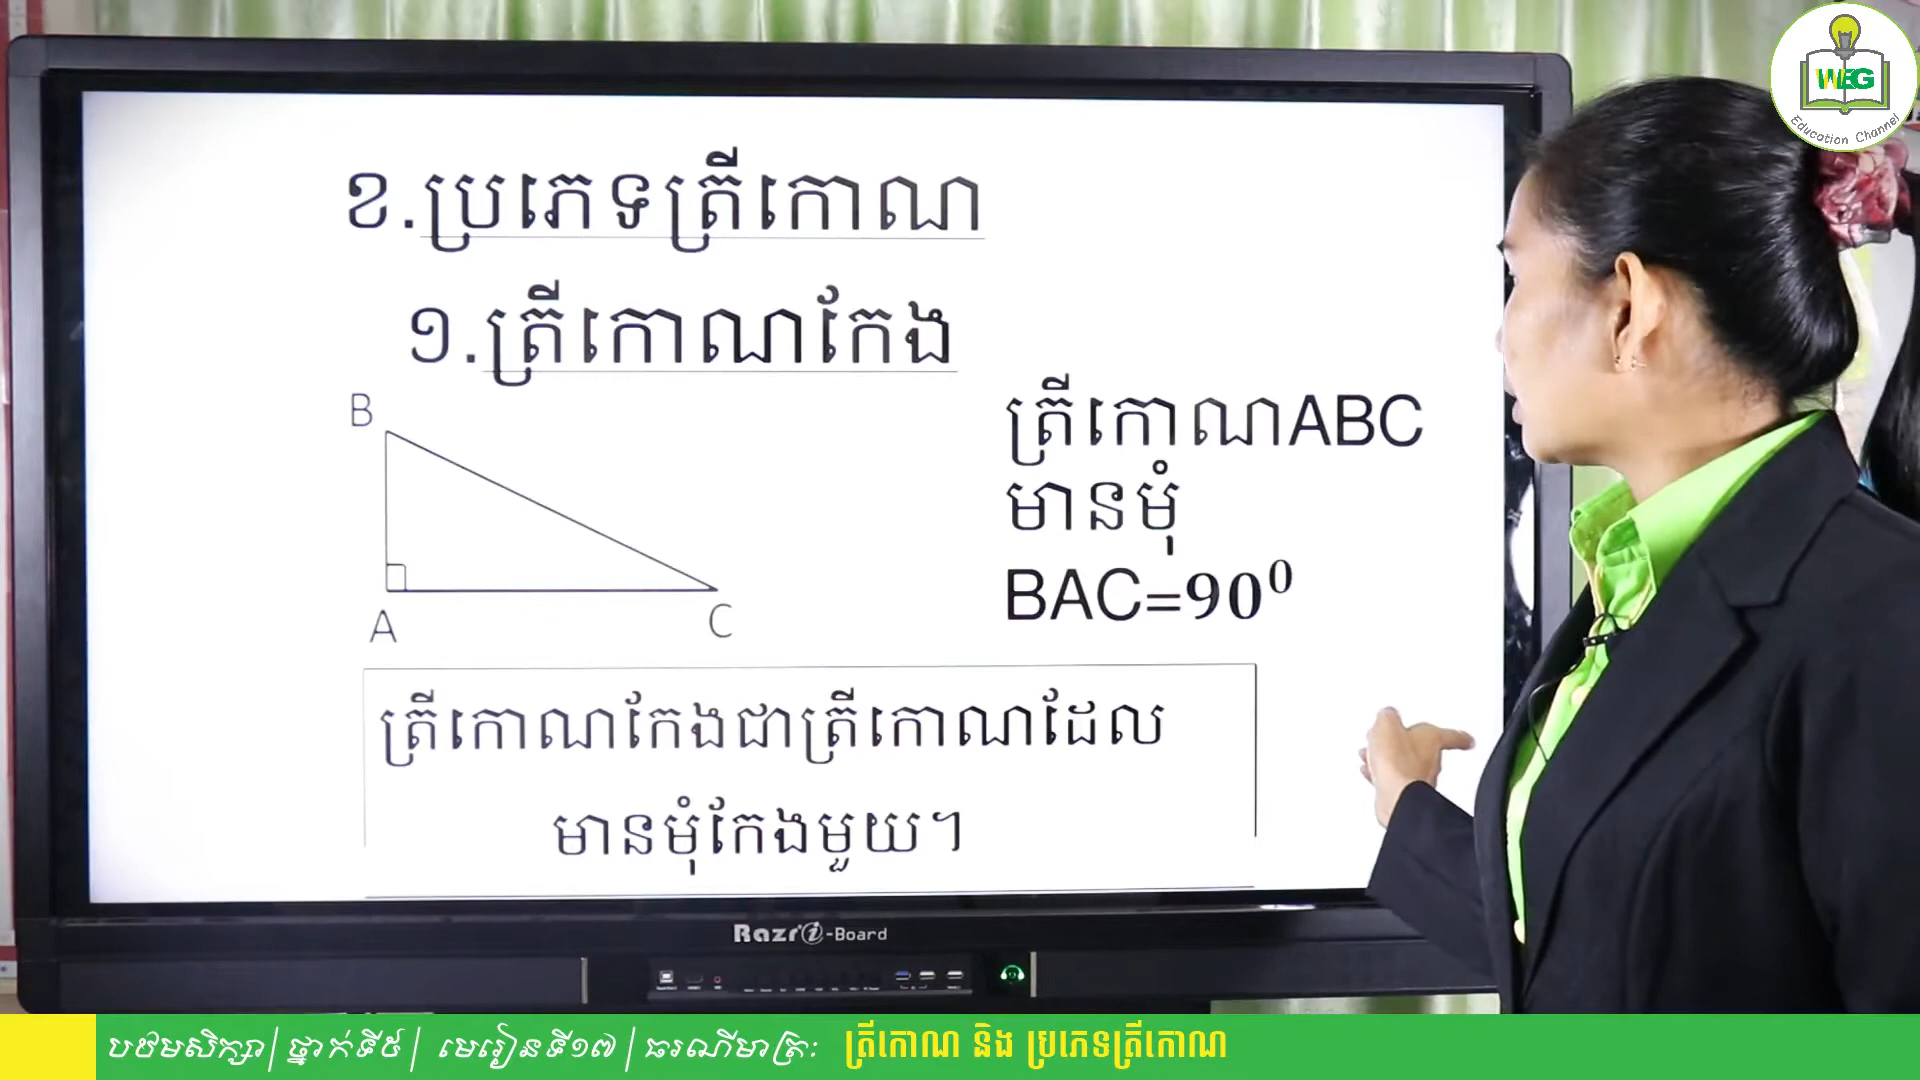 WEG
Education Channel
ខ.ប្រភេទត្រីកោណ
១.ត្រីកោណកែង
B
A
C
ត្រីកោណABC
មានមុំ
BAC=90⁰
ត្រីកោណកែងជាត្រីកោណដែល
មានមុំកែងមួយ។
Razr i-Board
បឋមសិក្សា| ថ្នាក់ទី៥| មេរៀនទី១៧| ធរណីមាត្រ: ត្រីកោណ និង ប្រភេទត្រីកោណ